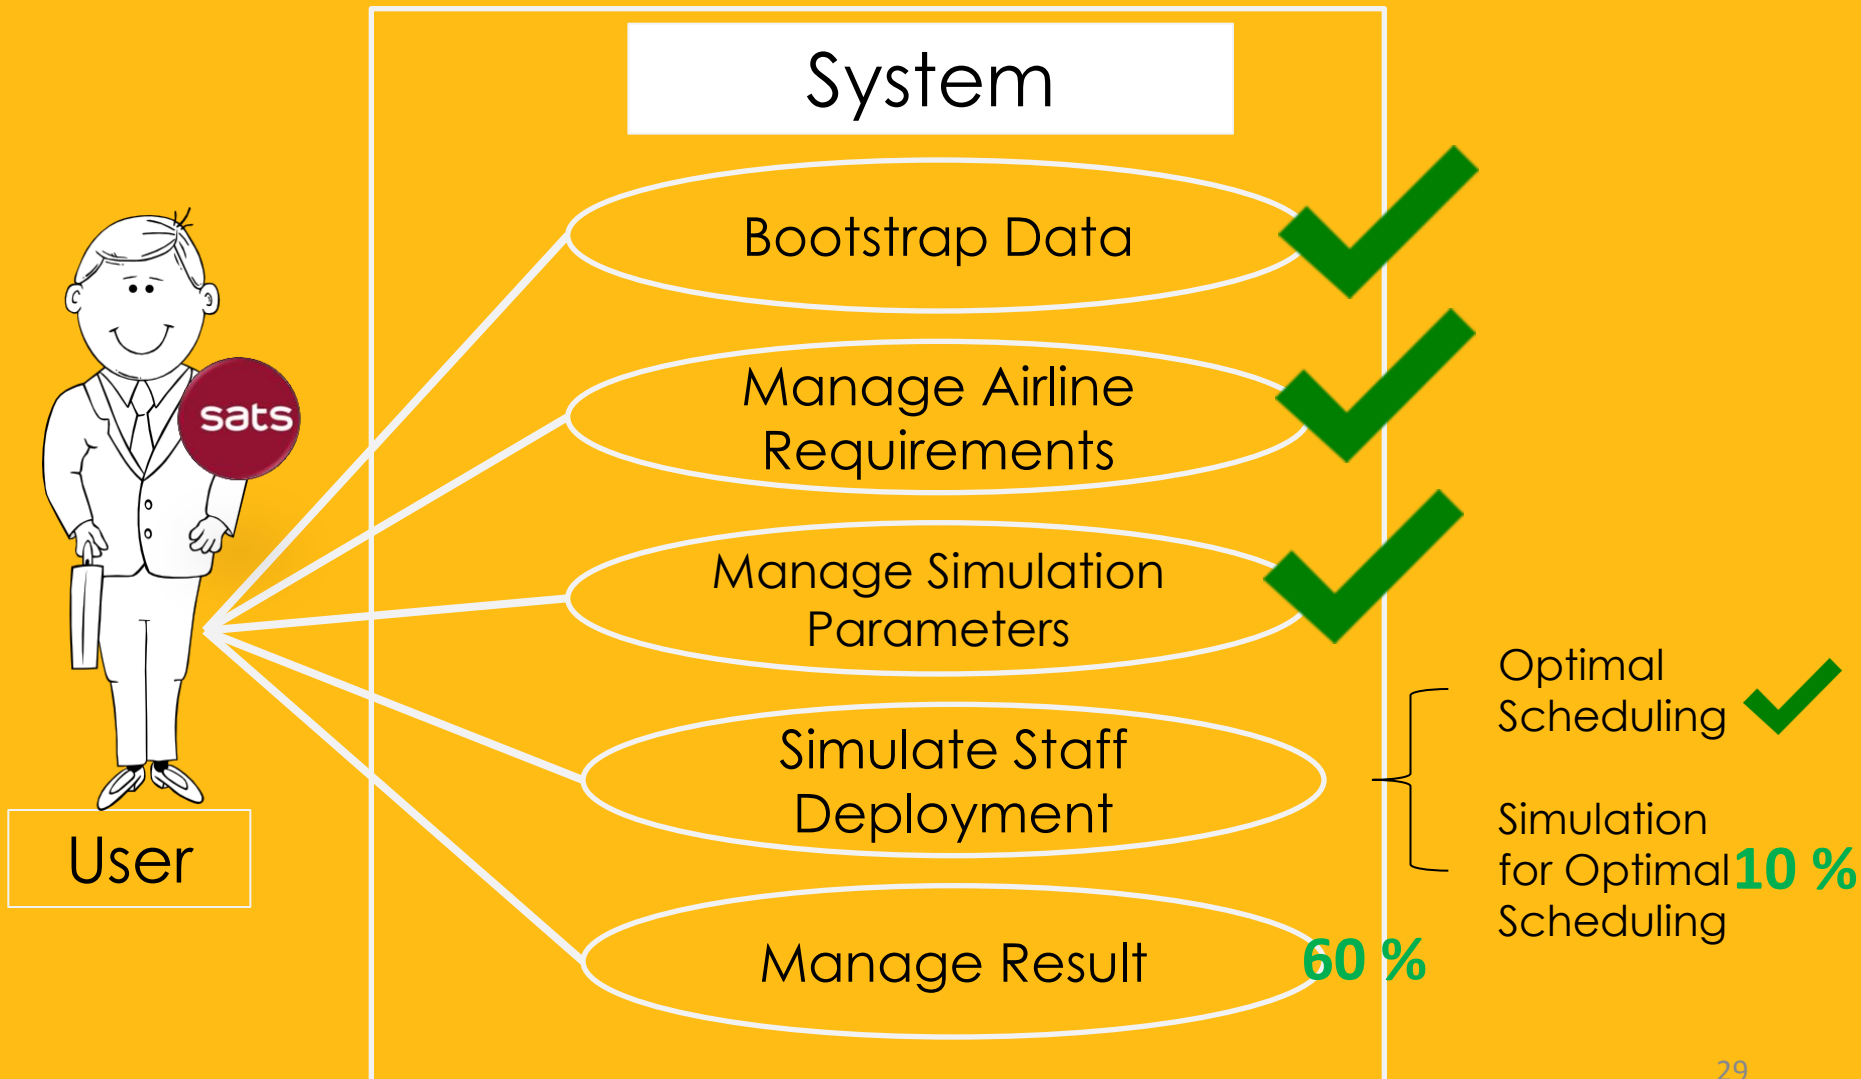 System
Bootstrap Data
Manage Airline
Requirements
Manage Simulation
Parameters
Simulate Staff
Deployment
Manage Result
60 %
Optimal
Scheduling
Simulation
for Optimal
Scheduling
10 %
sats
User
29